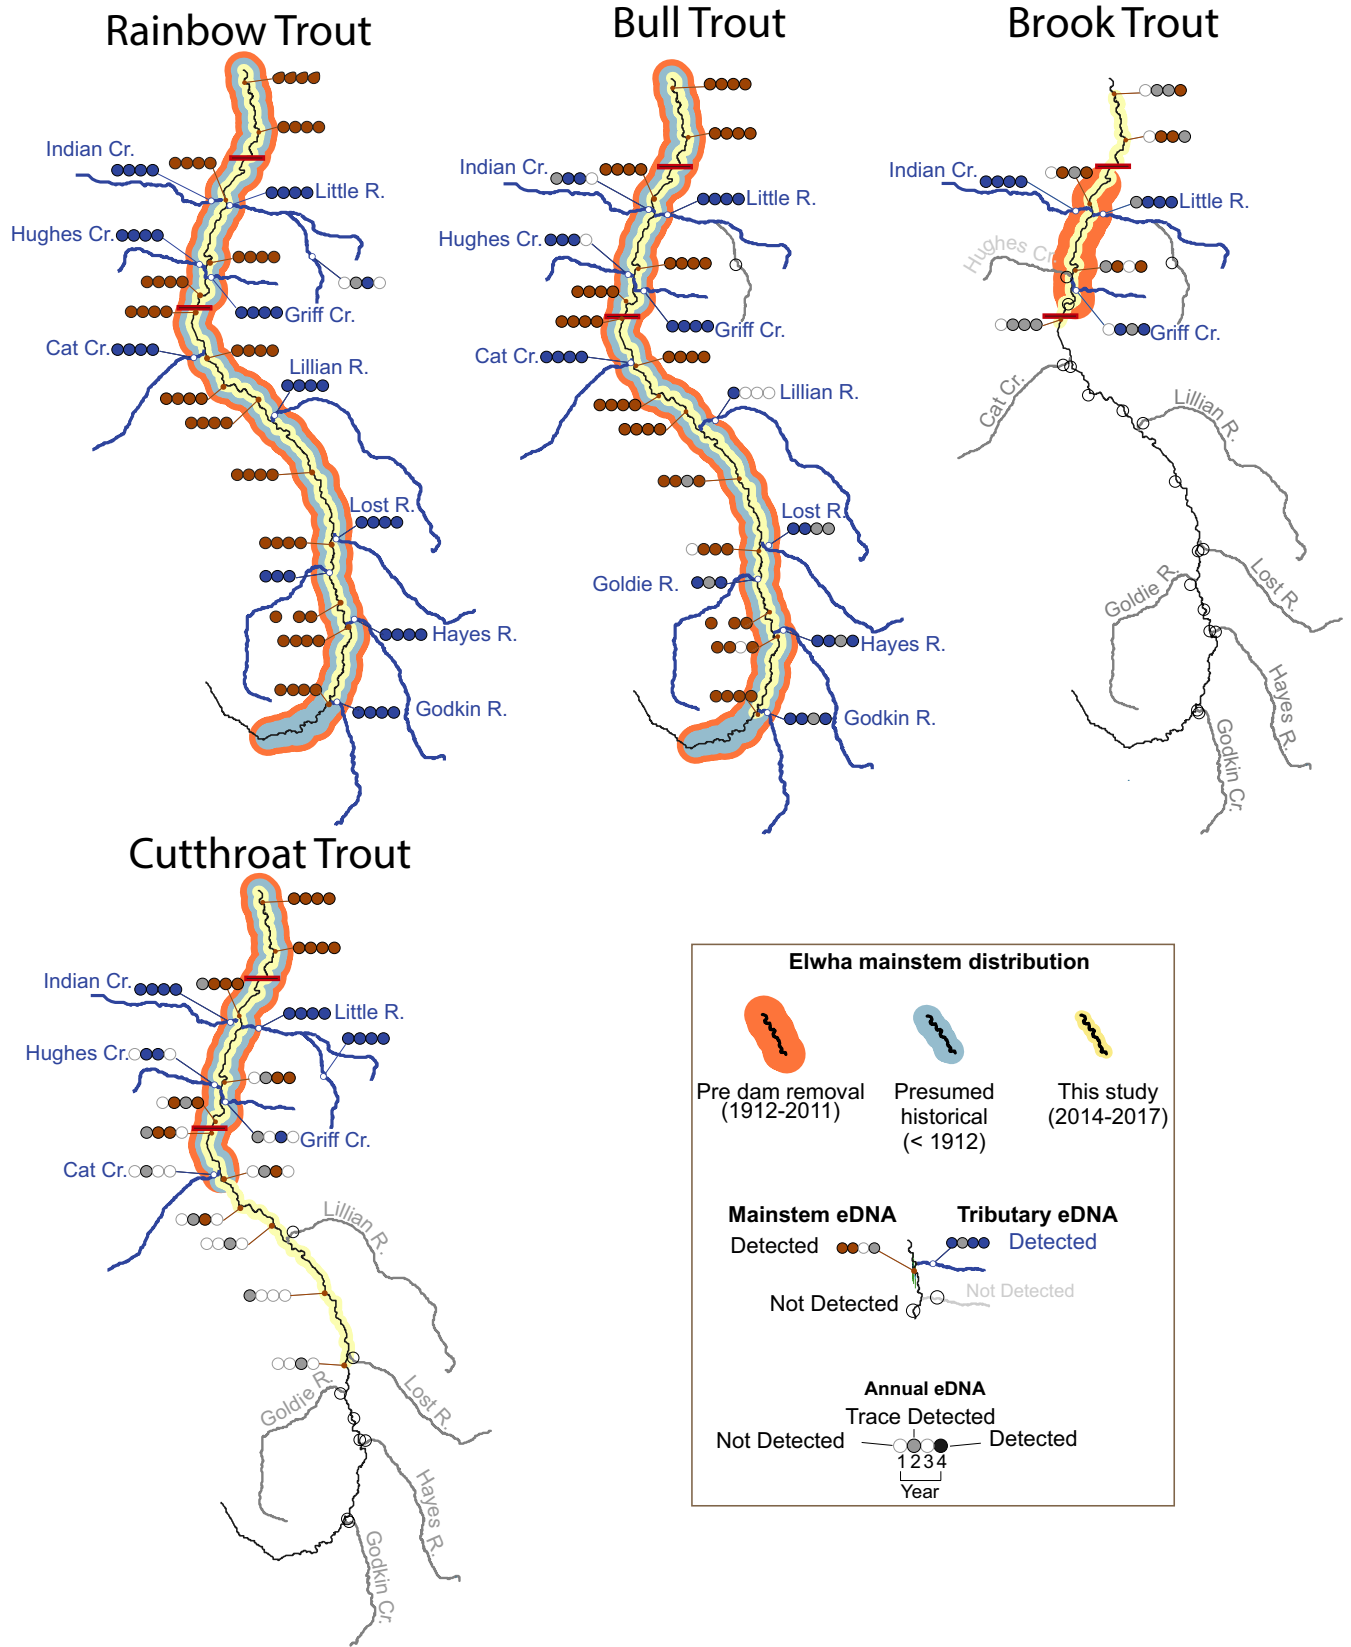 Rainbow Trout
Indian Cr.
Little R.
Hughes Cr.
Griff Cr.
Cat Cr.
Lillian R.
Lost R.
Hayes R.
Godkin R.
Bull Trout
Indian Cr.
Little R.
Hughes Cr.
Griff Cr.
Cat Cr.
Lillian R.
Lost R.
Goldie R.
Hayes R.
Godkin R.
Brook Trout
Indian Cr.
Little R.
Hughes Cr.
Griff Cr.
Cat Cr.
Lillian R.
Lost R.
Goldie R.
Hayes R.
Godkin Cr.
Cutthroat Trout
Indian Cr.
Little R.
Hughes Cr.
Griff Cr.
Cat Cr.
Lillian R.
Goldie R.
Lost R.
Hayes R.
Godkin Cr.
Elwha mainstem distribution
Pre dam removal
(1912-2011)
Presumed
historical
(< 1912)
This study
(2014-2017)
Mainstem eDNA
Detected
Not Detected
Tributary eDNA
Detected
Not Detected
Annual eDNA
Trace Detected
Not Detected
Detected
1234
Year